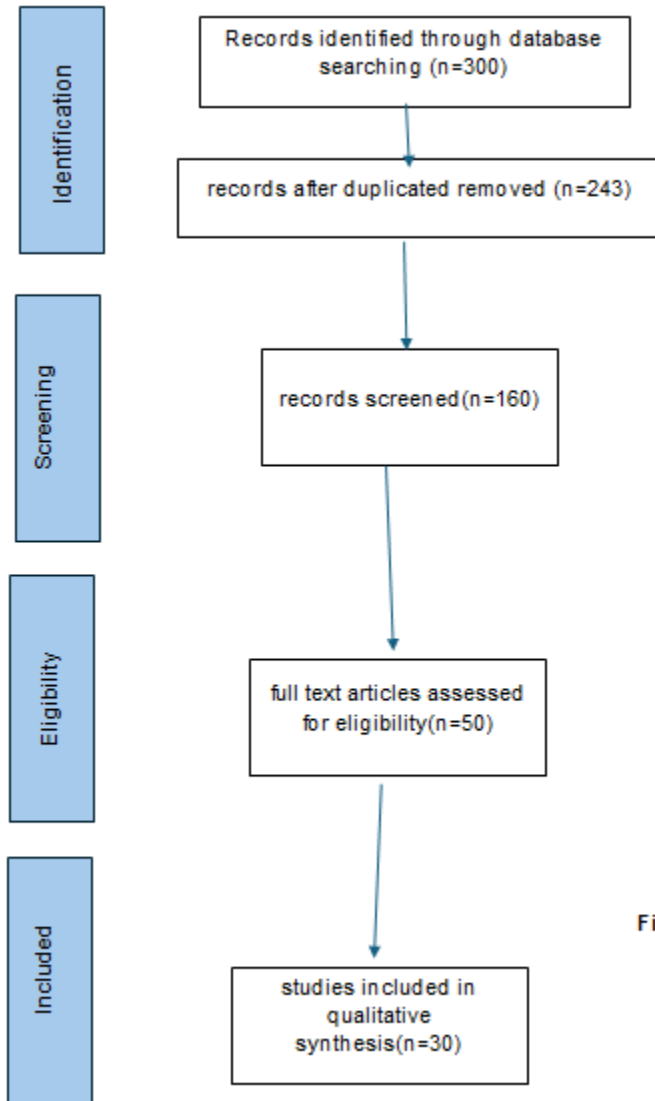 Identification
Records identified through database
searching (n=300)
records after duplicated removed (n=243)
Screening
records screened(n=160)
Eligibility
full text articles assessed
for eligibility(n=50)
Included
studies included in
qualitative
synthesis(n=30)
Fi